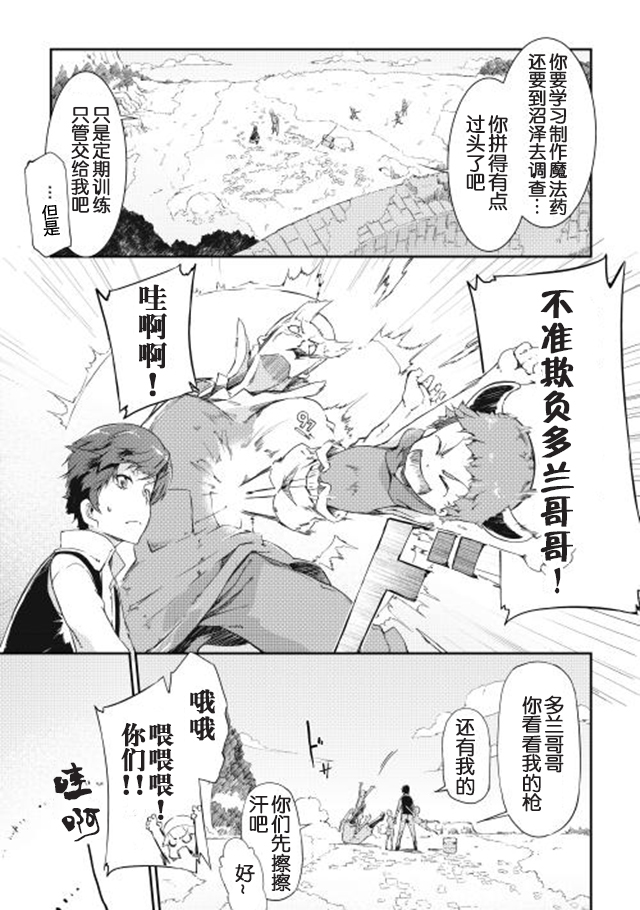 你要学习制作魔法药
还要到沼泽去调查…
你拼得有点
过头了吧
只是定期训练
只管交给我吧
…但是
不准欺负多兰哥哥！
哇啊啊！
97
多兰哥哥
你看看我的枪
还有我的
哦哦
喂喂喂！
你们!!
你们先擦擦
汗吧
好~
哇啊